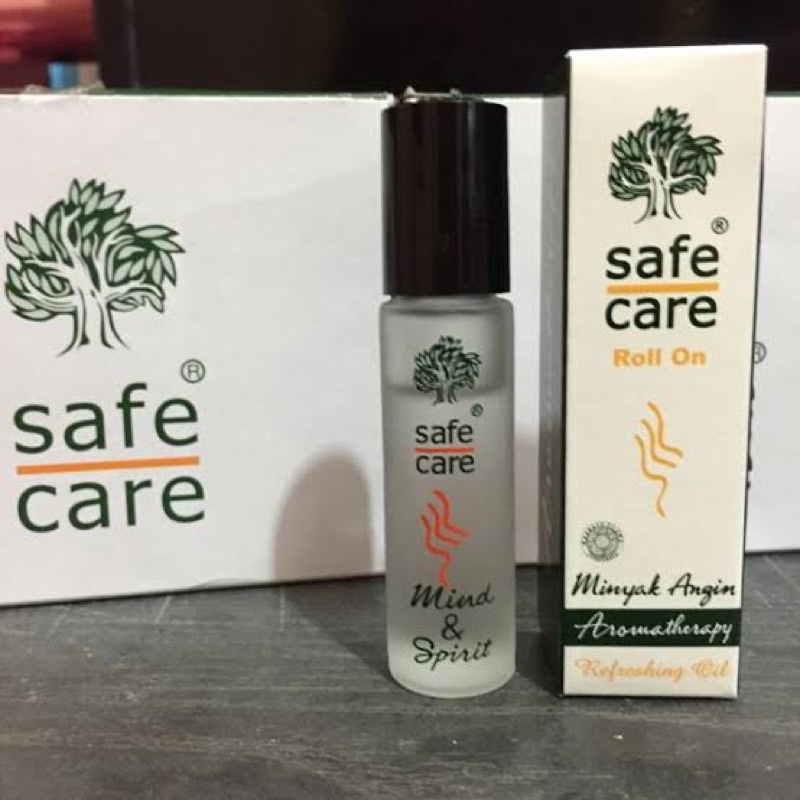 safe
care
®
safe
care
®
Mind
&
Spirit
safe
care
®
Roll On
Minyak Angin
Aromatherapy
Refreshing Oil
®